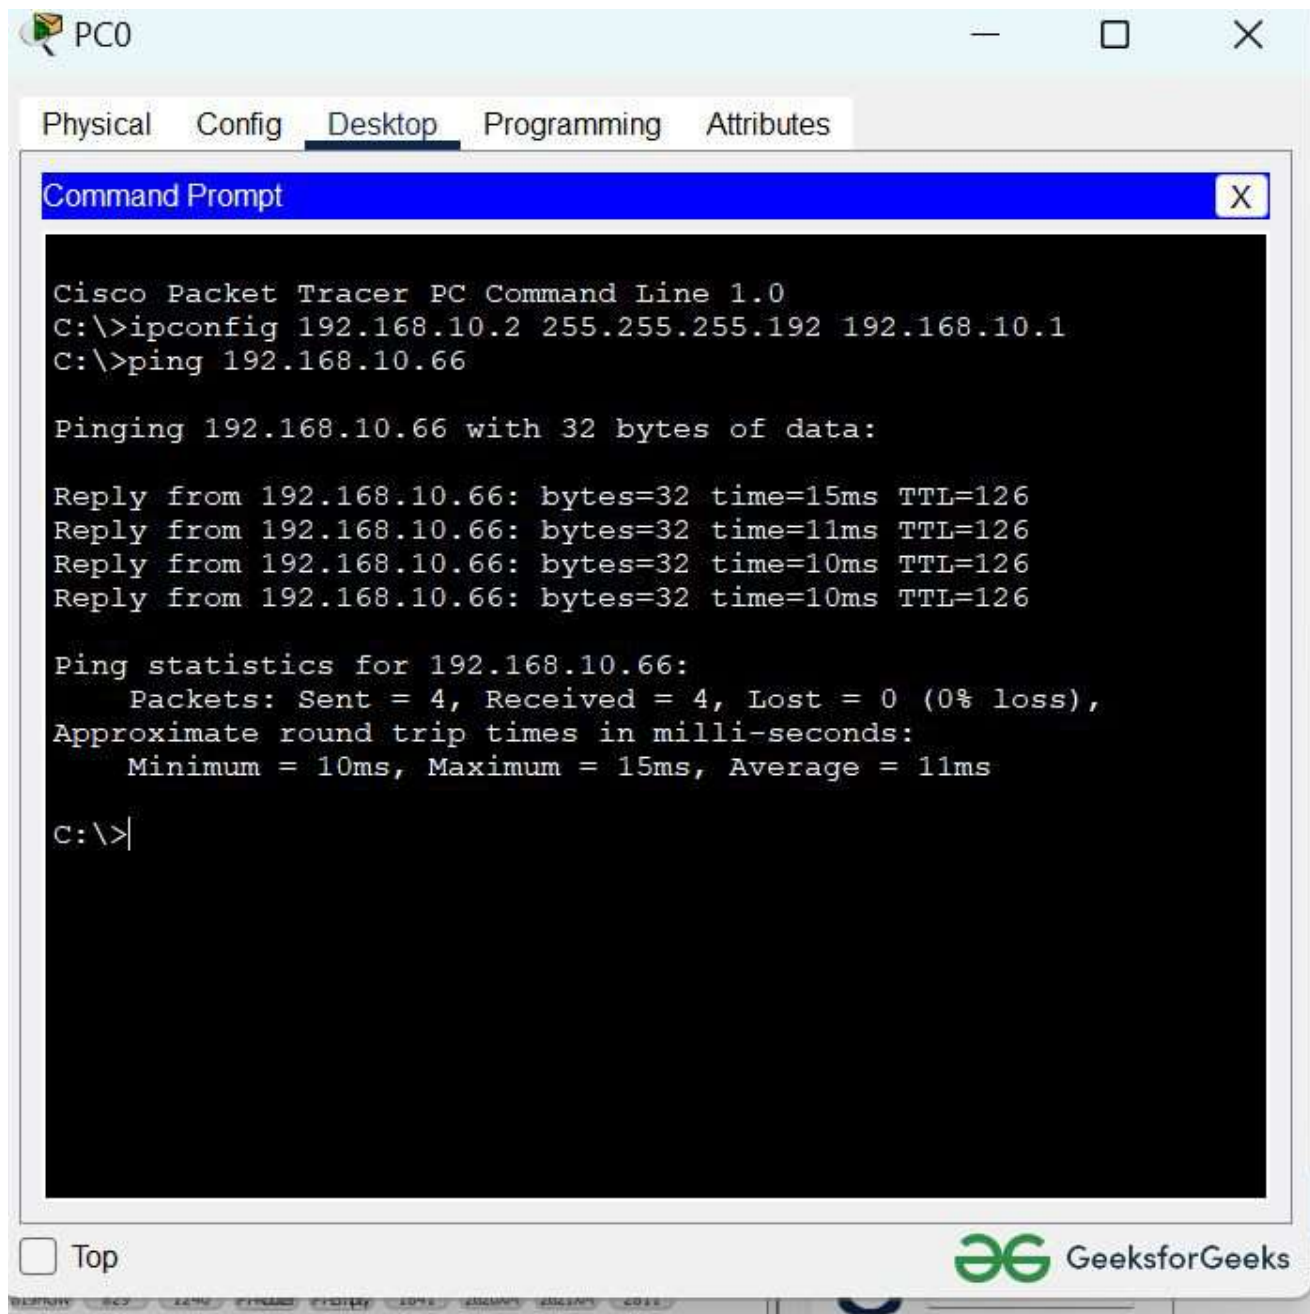 PC0
Physical Config Desktop Programming Attributes
Command Prompt X
Cisco Packet Tracer PC Command Line 1.0
C:\>ipconfig 192.168.10.2 255.255.255.192 192.168.10.1
C:\>ping 192.168.10.66
Pinging 192.168.10.66 with 32 bytes of data:
Reply from 192.168.10.66: bytes=32 time=15ms TTL=126
Reply from 192.168.10.66: bytes=32 time=11ms TTL=126
Reply from 192.168.10.66: bytes=32 time=10ms TTL=126
Reply from 192.168.10.66: bytes=32 time=10ms TTL=126
Ping statistics for 192.168.10.66:
Packets: Sent = 4, Received = 4, Lost = 0 (0% loss),
Approximate round trip times in milli-seconds:
Minimum = 10ms, Maximum = 15ms, Average = 11ms
C:\>
Top GeeksforGeeks